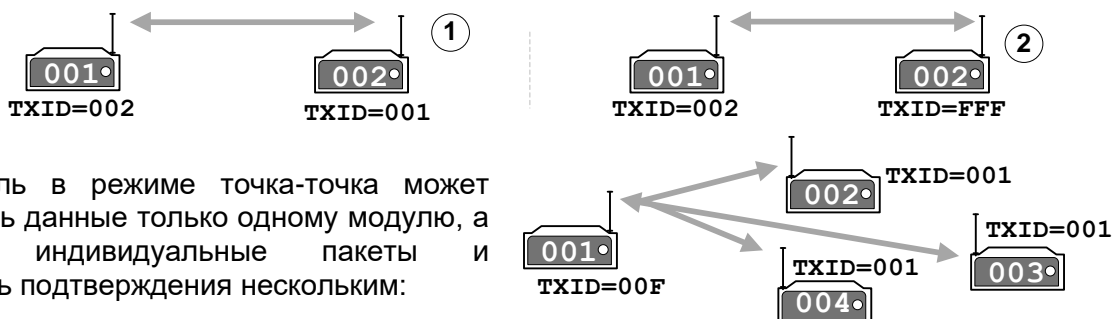 1
2
001
002
001
002
TXID=002
TXID=001
TXID=002
TXID=FFF
в режиме точка-точка может
данные только одному модулю, а
индивидуальные пакеты и
подтверждения нескольким:
001
TXID=00F
002
TXID=001
TXID=001
003
TXID=001
004